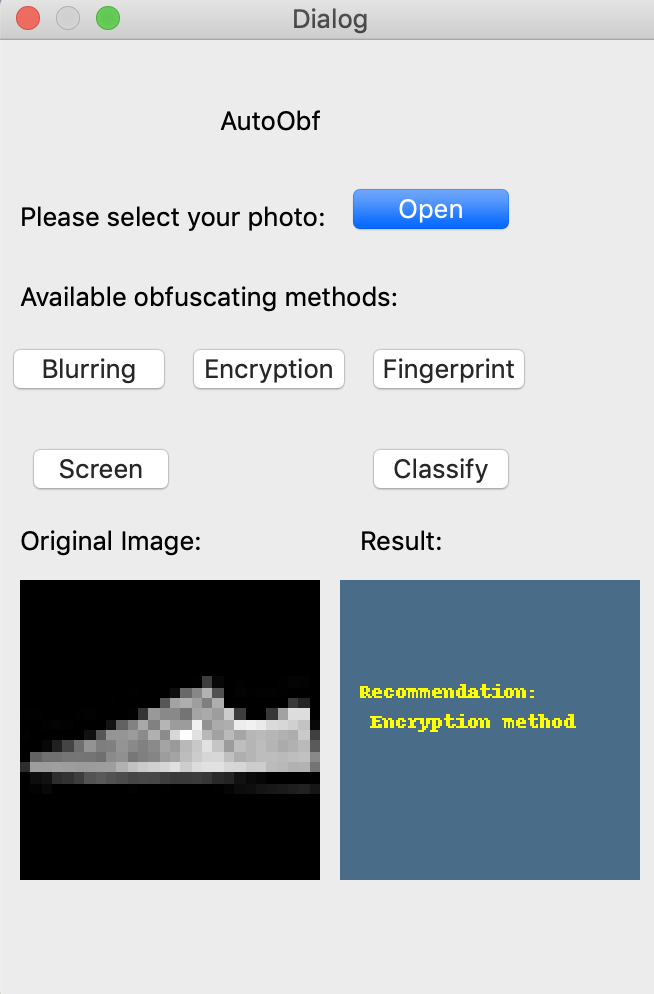 Dialog
AutoObf
Please select your photo: Open
Available obfuscating methods:
Blurring Encryption Fingerprint
Screen Classify
Original Image: Result:
Recommendation:
Encryption method